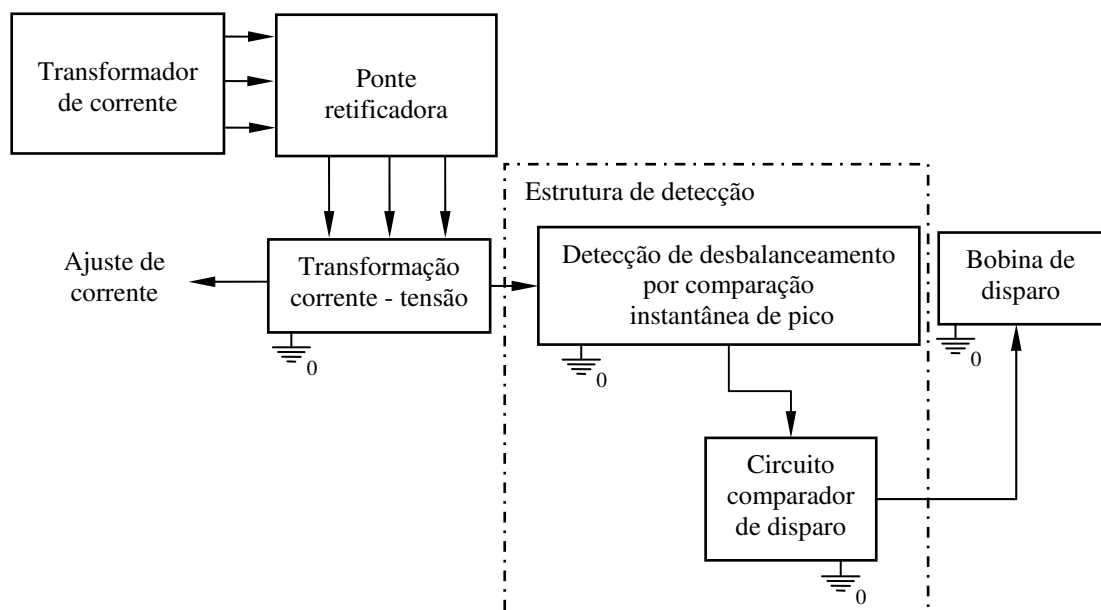 Transformador
de corrente
Ponte
retificadora
Estrutura de detecção
Ajuste de
corrente
Transformação
corrente - tensão
0
Detecção de desbalanceamento
por comparação
instantânea de pico
0
Bobina de
disparo
0
Circuito
comparador
de disparo
0